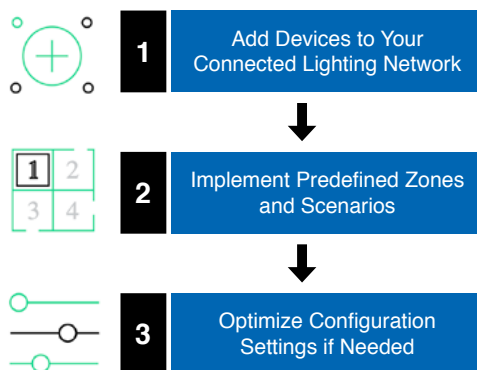 1
Add Devices to Your
Connected Lighting Network
1 2
3 4
2
Implement Predefined Zones
and Scenarios
3
Optimize Configuration
Settings if Needed